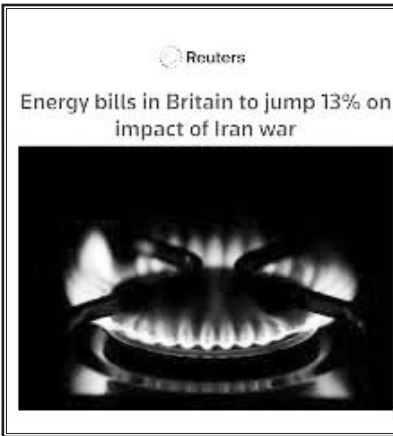 Reuters
Energy bills in Britain to jump 13% on
impact of Iran war